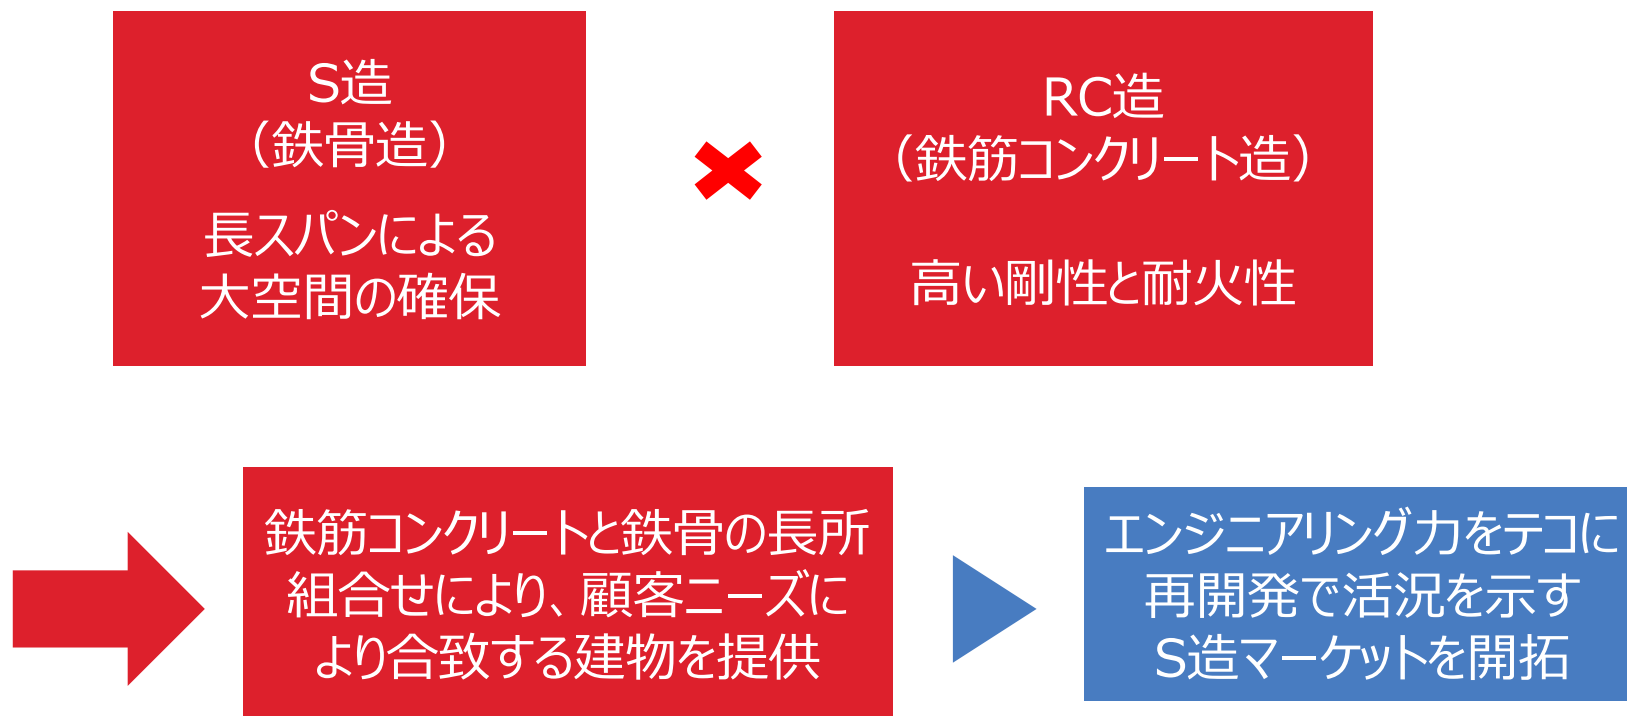 S造
（鉄骨造）
長スパンによる
大空間の確保
RC造
（鉄筋コンクリート造）
高い剛性と耐火性
鉄筋コンクリートと鉄骨の長所
組合せにより、顧客ニーズに
より合致する建物を提供
エンジニアリング力をテコに
再開発で活況を示す
S造マーケットを開拓